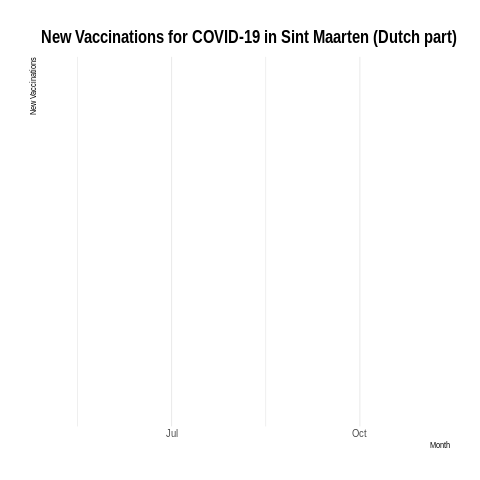 New Vaccinations for COVID-19 in Sint Maarten (Dutch part)
New Vaccinations
Jul Oct
Month